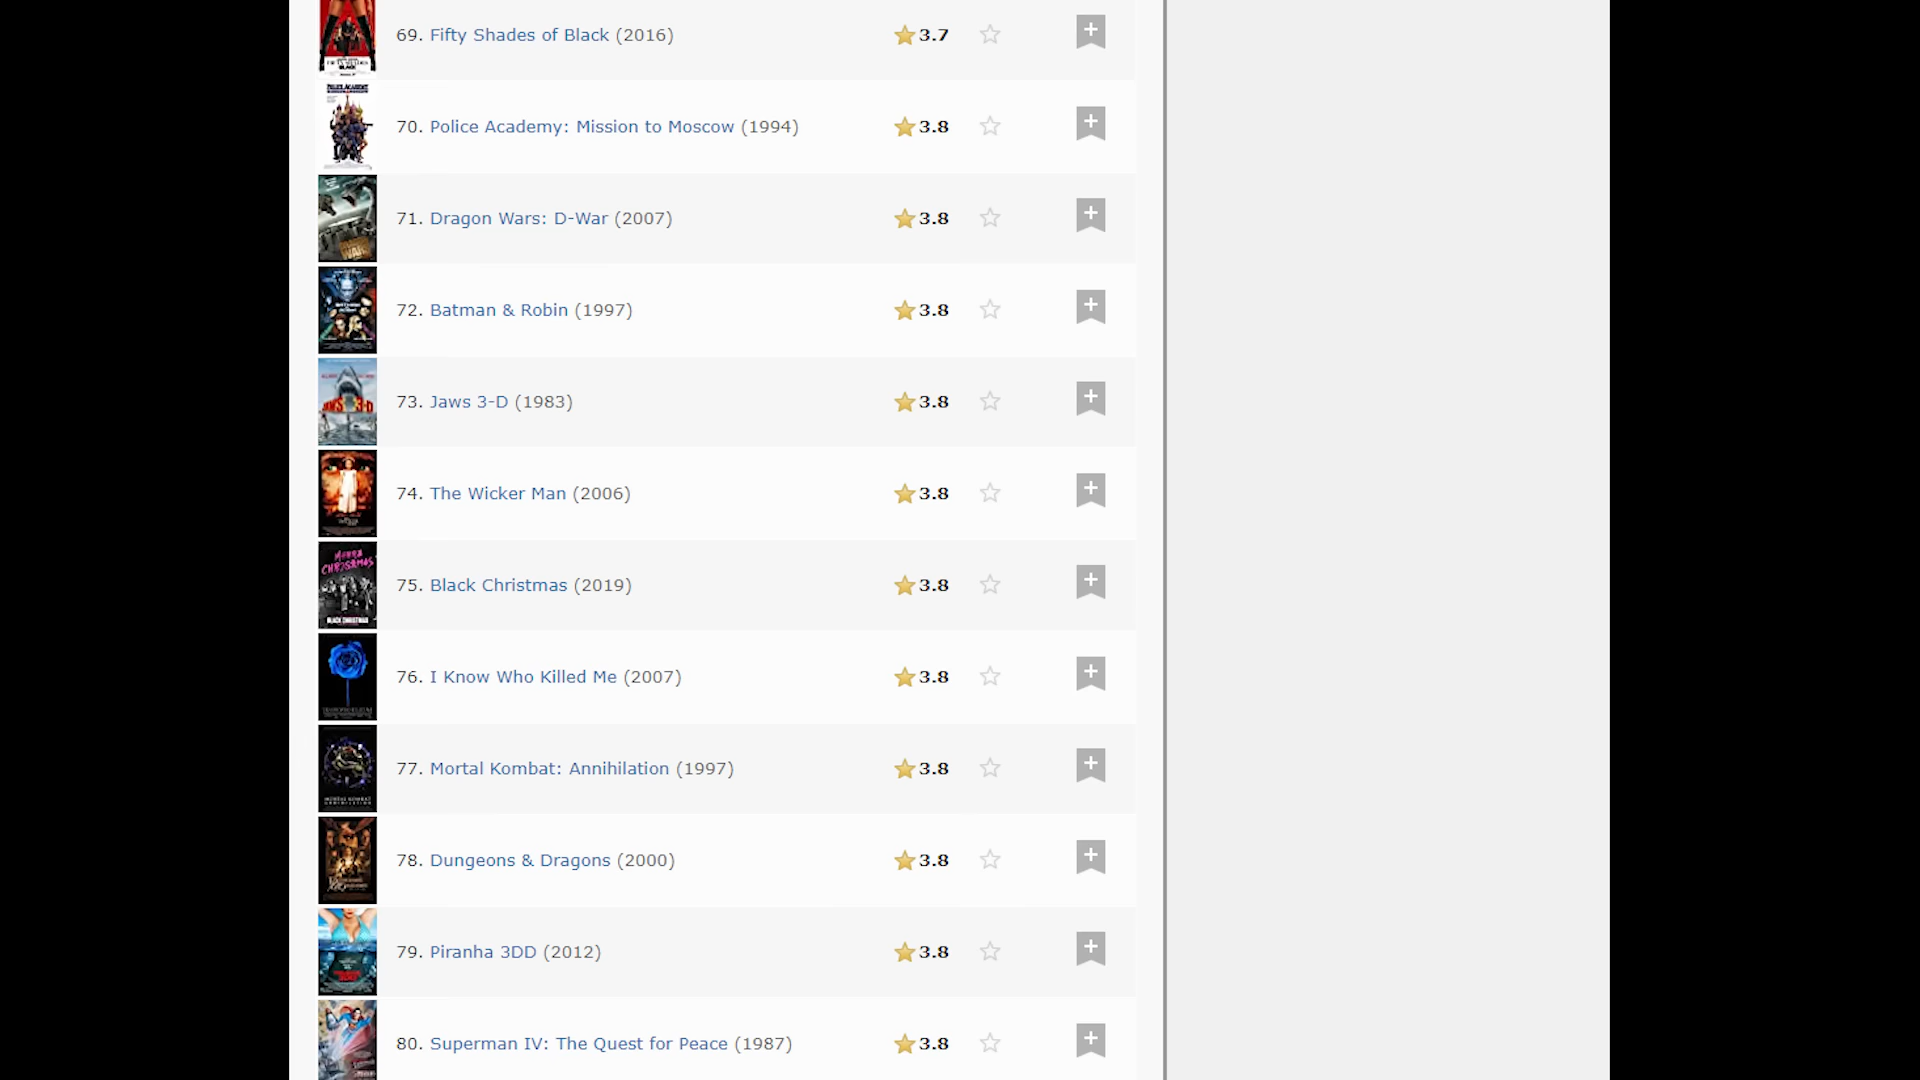 69. Fifty Shades of Black (2016) 3.7
70. Police Academy: Mission to Moscow (1994) 3.8
71. Dragon Wars: D-War (2007) 3.8
72. Batman & Robin (1997) 3.8
73. Jaws 3-D (1983) 3.8
74. The Wicker Man (2006) 3.8
75. Black Christmas (2019) 3.8
76. I Know Who Killed Me (2007) 3.8
77. Mortal Kombat: Annihilation (1997) 3.8
78. Dungeons & Dragons (2000) 3.8
79. Piranha 3DD (2012) 3.8
80. Superman IV: The Quest for Peace (1987) 3.8